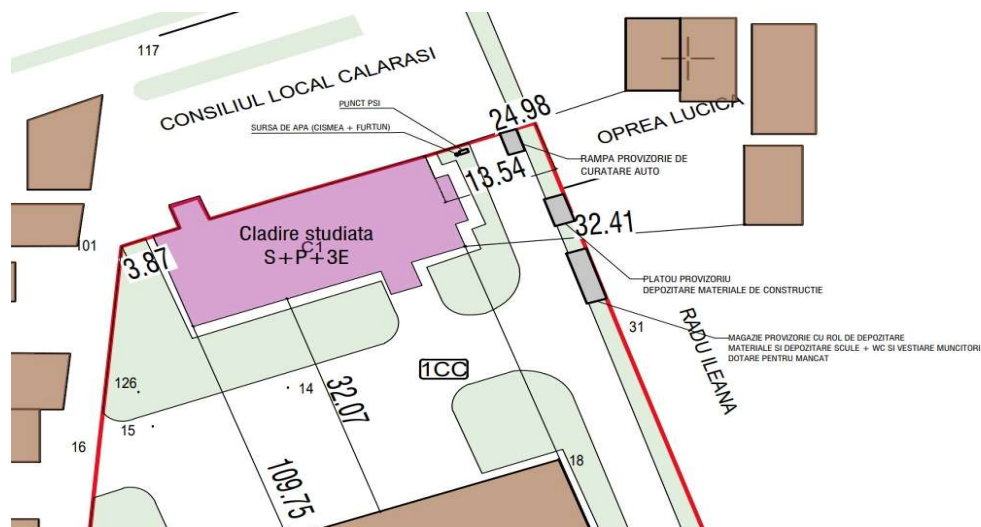 117
CONSILIUL LOCAL CALARASI
PUNCT PSI
SURSA DE APA (CISMEA + FURTUN)
24.98
OPREA LUCICA
RAMPA PROVIZORIE DE
CURATARE AUTO
13.54
32.41
Cladire studiata
C1
S+P+3E
101
3.87
PLATOU PROVIZORIU
DEPOZITARE MATERIALE DE CONSTRUCTIE
RADU ILEANA
31
MAGAZIE PROVIZORIE CU ROL DE DEPOZITARE
MATERIALE SI DEPOZITARE SCULE + WC SI VESTIARE MUNCITORI
DOTARE PENTRU MANCAT
1CC
126
14
32.07
15
16
18
109.75